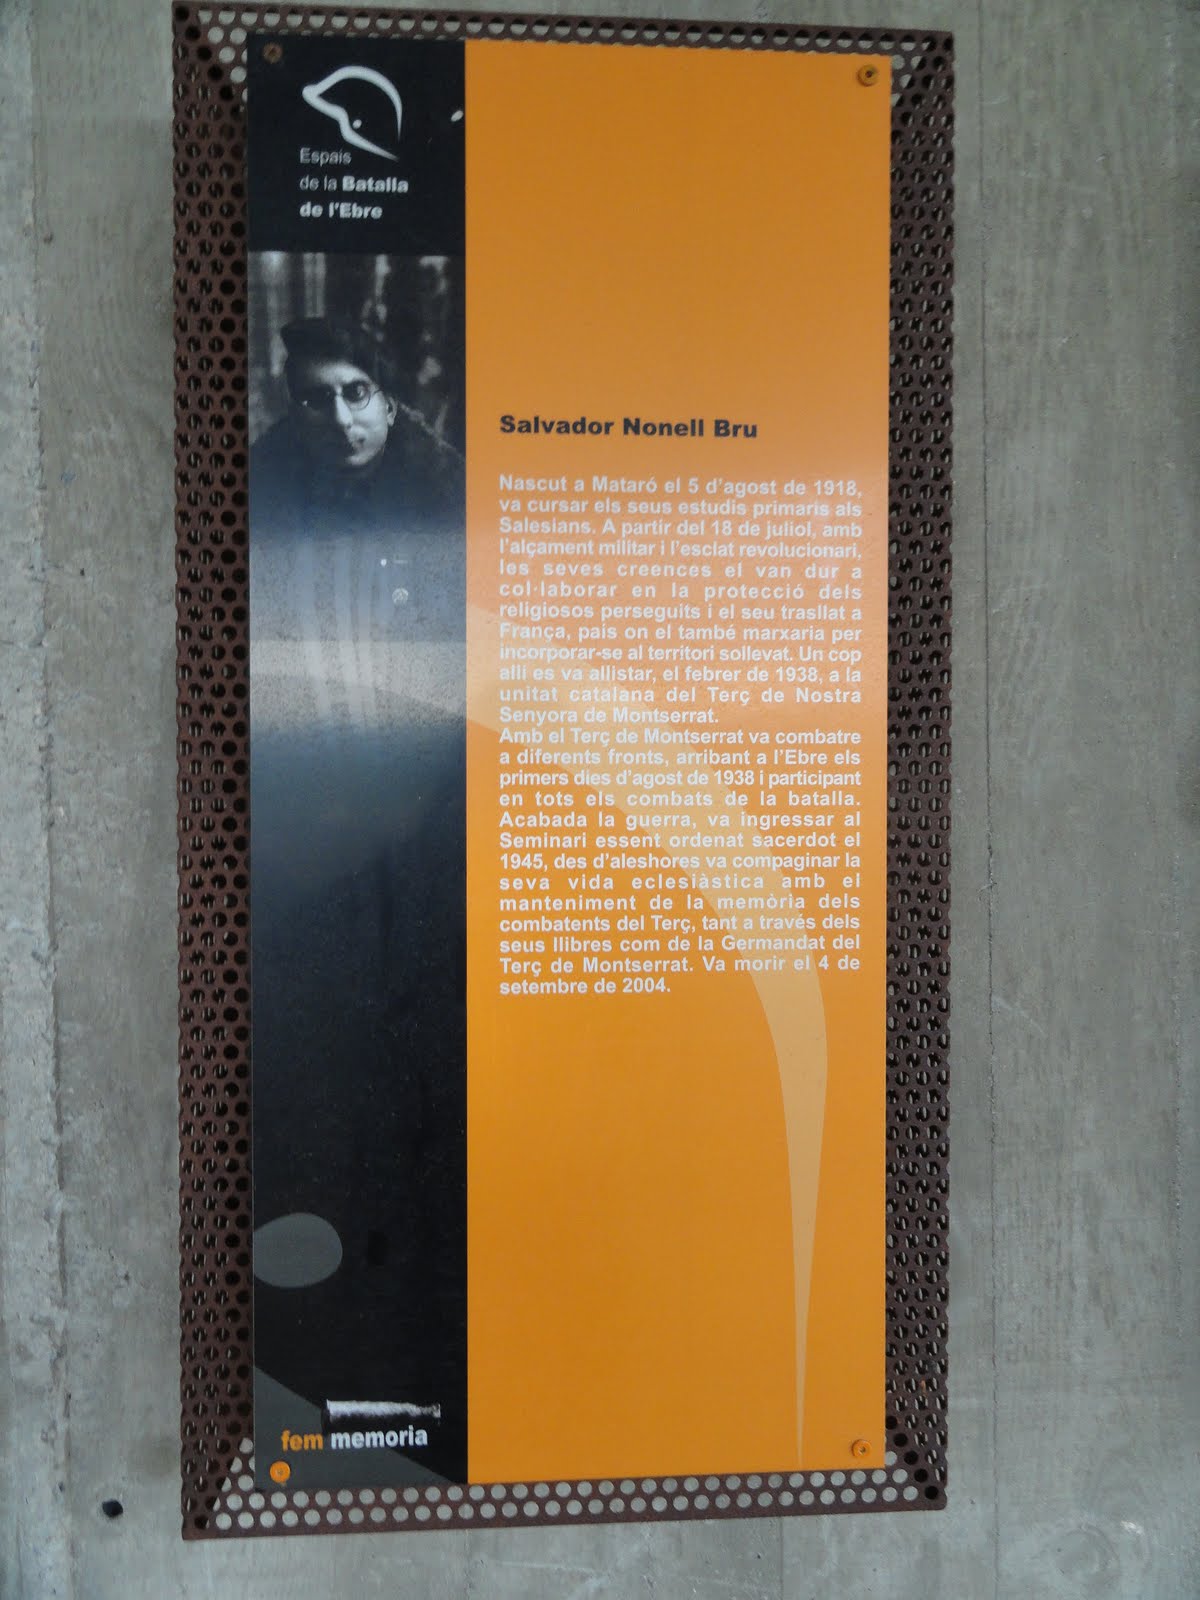 Espais
de la Batalla
de l'Ebre
Salvador Nonell Bru
Nascut a Mataró el 5 d'agost de 1918,
va cursar els seus estudis primaris als
Salesians. A partir del 18 de juliol, amb
l'alçament militar i l'esclat revolucionari,
les seves creences el van dur a
col·laborar en la protecció dels
religiosos perseguits i el seu trasllat a
França, pais on el també marxaria per
incorporar-se al territori sollevat. Un cop
alli es va allistar, el febrer de 1938, a la
unitat catalana del Terç de Nostra
Senyora de Montserrat.
Amb el Terç de Montserrat va combatre
a diferents fronts, arribant a l'Ebre els
primers dies d'agost de 1938 i participant
en tots els combats de la batalla.
Acabada la guerra, va ingressar al
Seminari essent ordenat sacerdot el
1945, des d'aleshores va compaginar la
seva vida eclesiàstica amb el
manteniment de la memòria dels
combatents del Terç, tant a través dels
seus llibres com de la Germandat del
Terç de Montserrat. Va morir el 4 de
setembre de 2004.
fem memoria